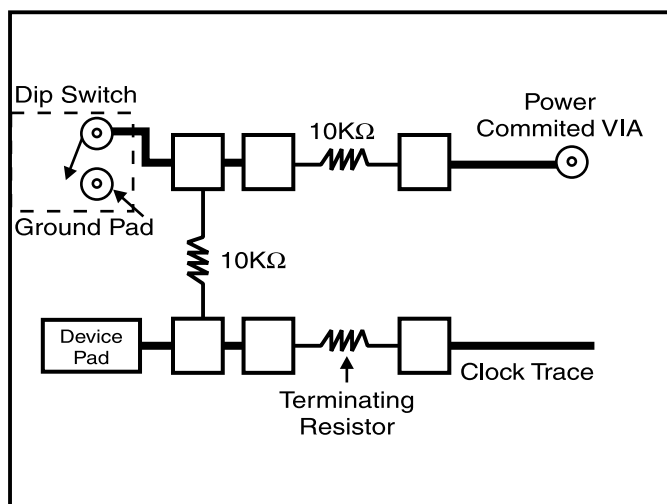 Dip Switch
Power
Commited VIA
10KΩ
Ground Pad
10KΩ
Device
Pad
Clock Trace
Terminating
Resistor